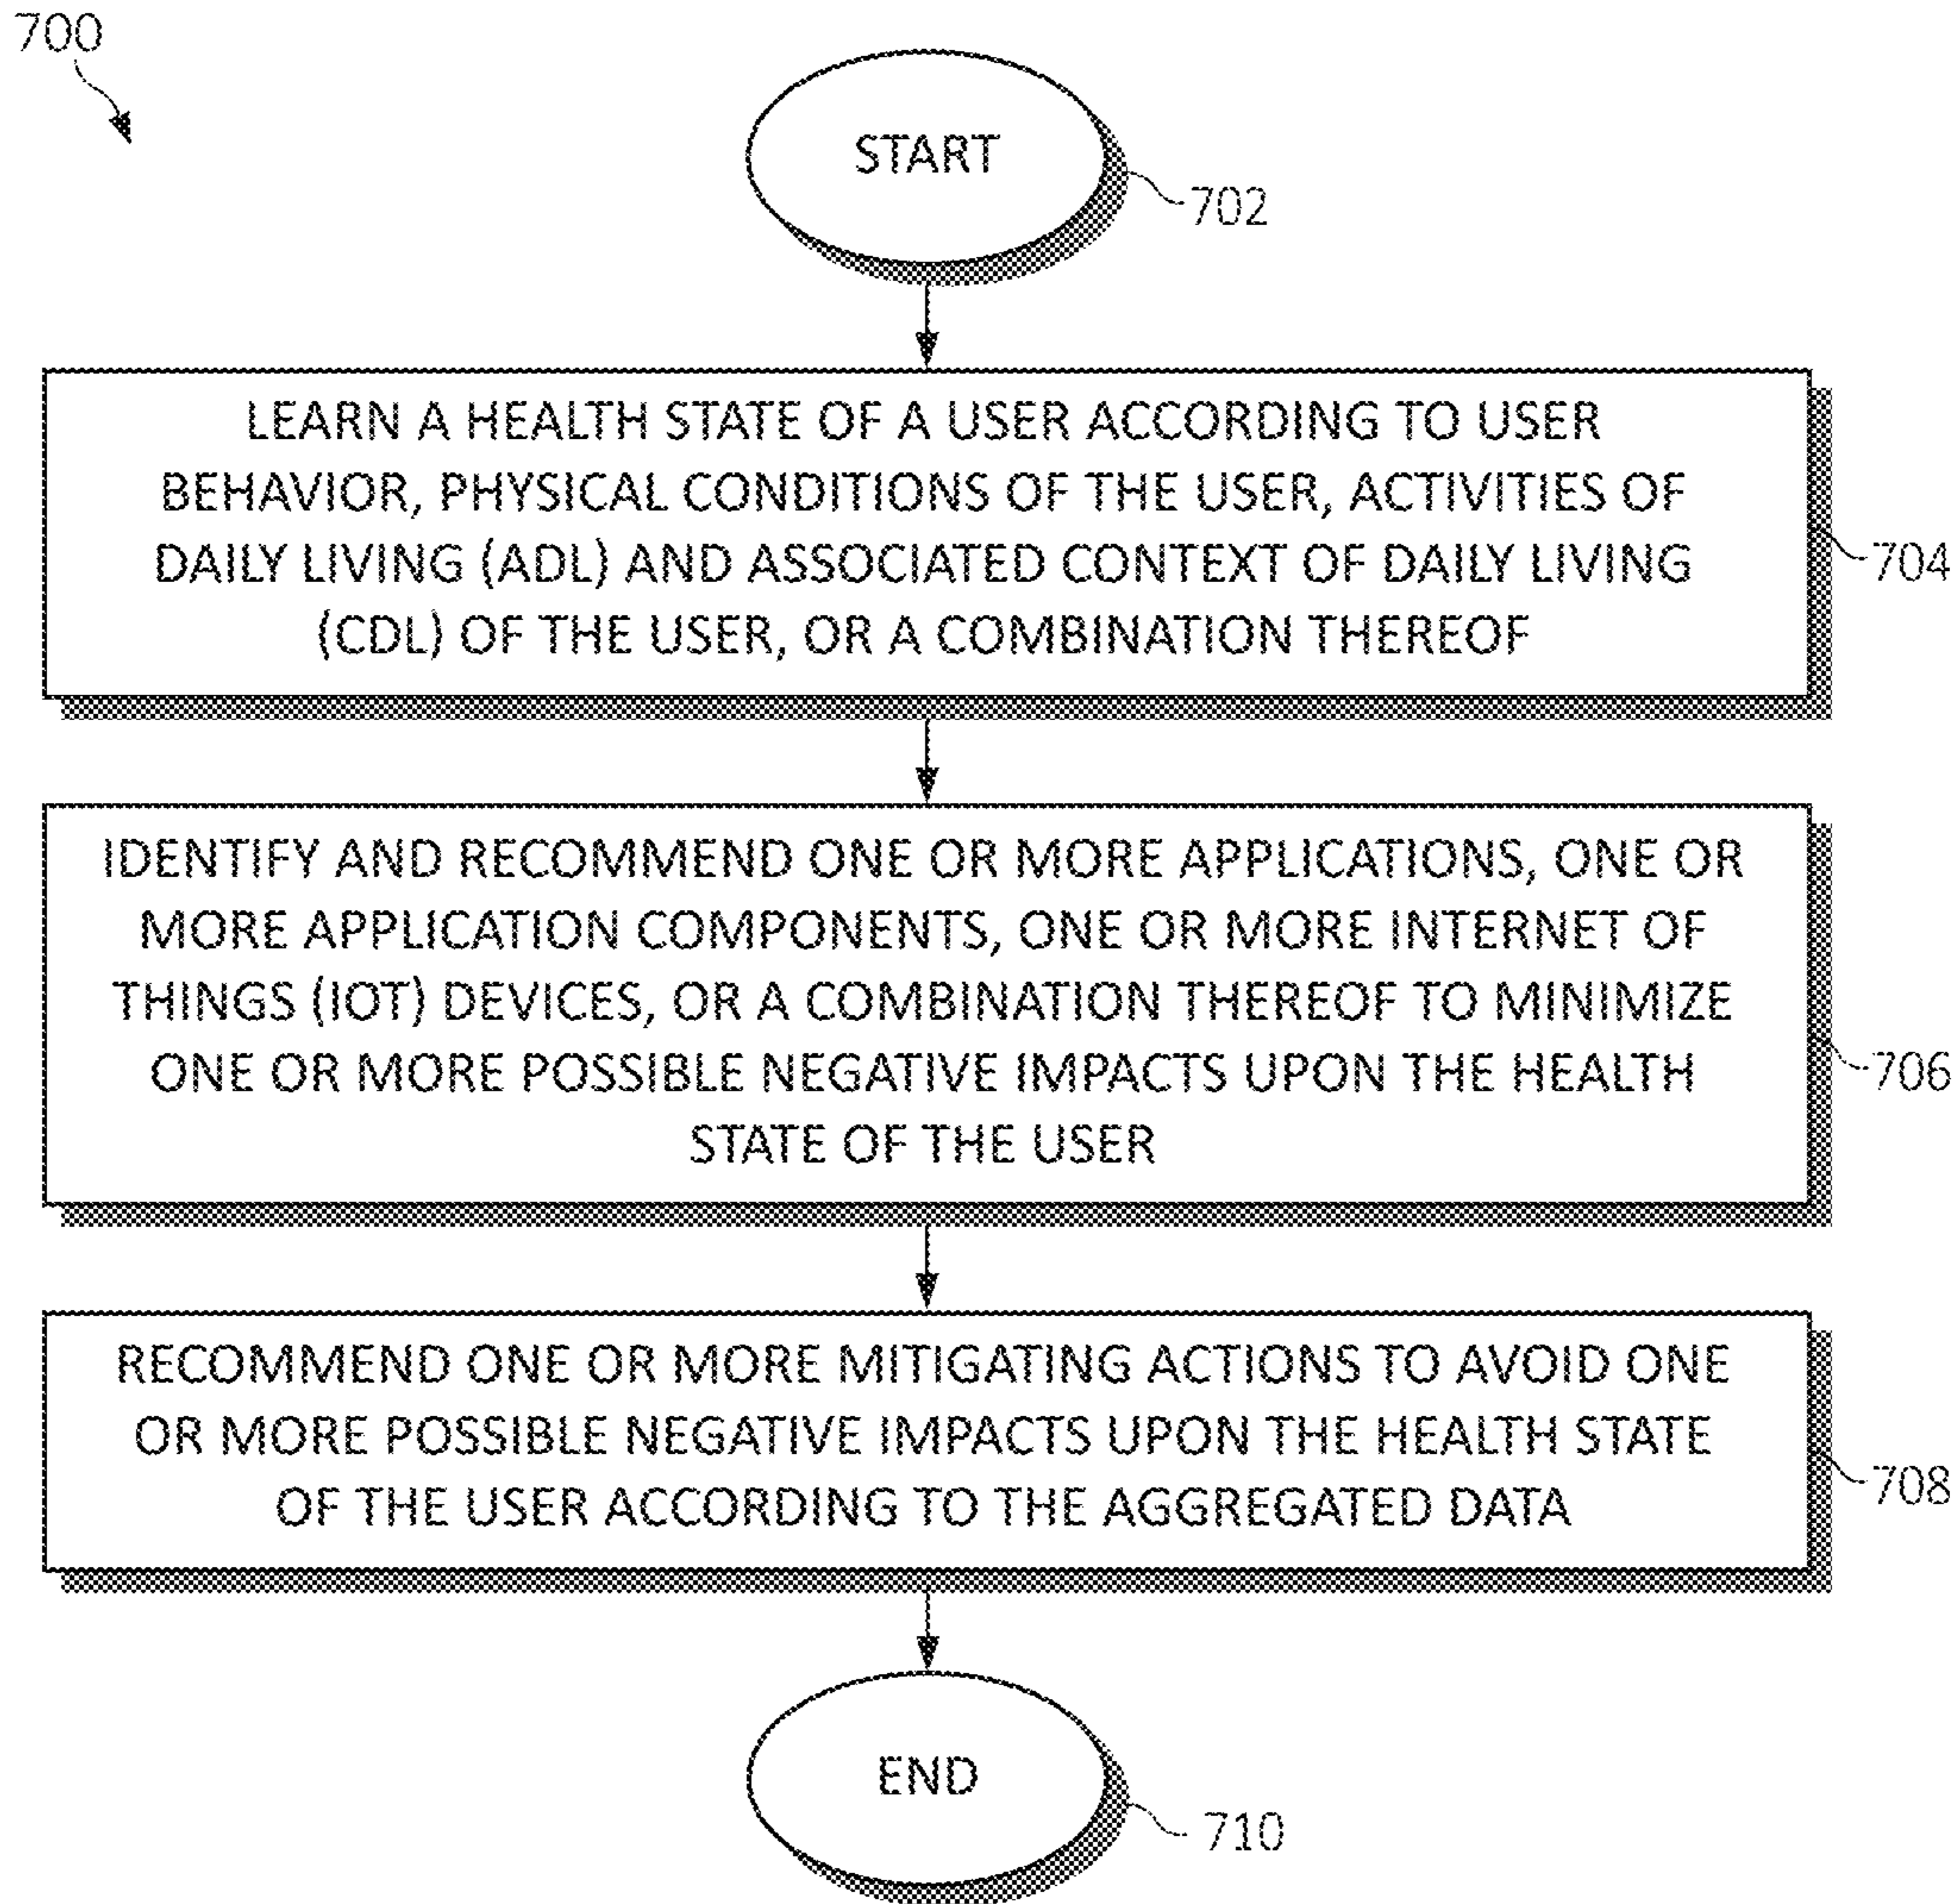 700
START
702
LEARN A HEALTH STATE OF A USER ACCORDING TO USER
BEHAVIOR, PHYSICAL CONDITIONS OF THE USER, ACTIVITIES OF
DAILY LIVING (ADL) AND ASSOCIATED CONTEXT OF DAILY LIVING
(CDL) OF THE USER, OR A COMBINATION THEREOF
704
IDENTIFY AND RECOMMEND ONE OR MORE APPLICATIONS, ONE OR
MORE APPLICATION COMPONENTS, ONE OR MORE INTERNET OF
THINGS (IOT) DEVICES, OR A COMBINATION THEREOF TO MINIMIZE
ONE OR MORE POSSIBLE NEGATIVE IMPACTS UPON THE HEALTH
STATE OF THE USER
706
RECOMMEND ONE OR MORE MITIGATING ACTIONS TO AVOID ONE
OR MORE POSSIBLE NEGATIVE IMPACTS UPON THE HEALTH STATE
OF THE USER ACCORDING TO THE AGGREGATED DATA
708
END
710